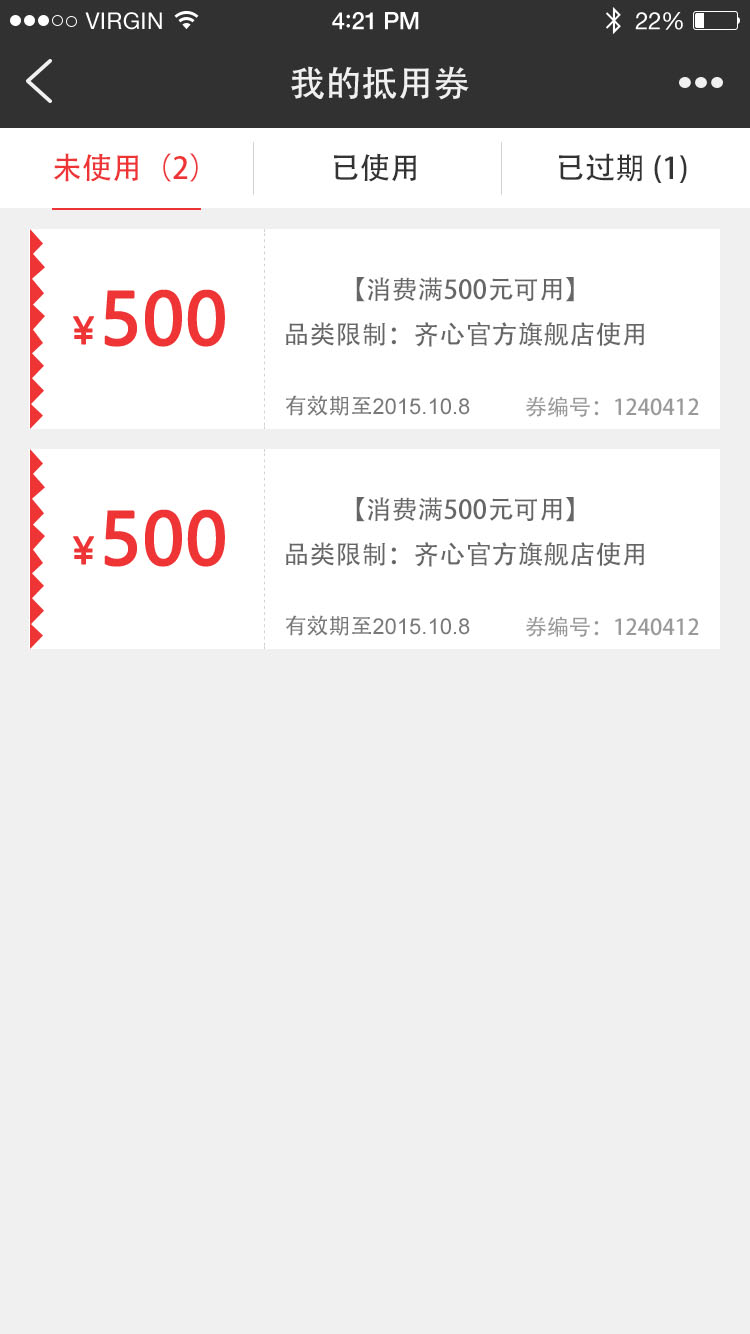 VIRGIN 4:21 PM 22%
我的抵用券
未使用（2） 已使用 已过期 (1)
¥500
【消费满500元可用】
品类限制：齐心官方旗舰店使用
有效期至2015.10.8 券编号：1240412
¥500
【消费满500元可用】
品类限制：齐心官方旗舰店使用
有效期至2015.10.8 券编号：1240412